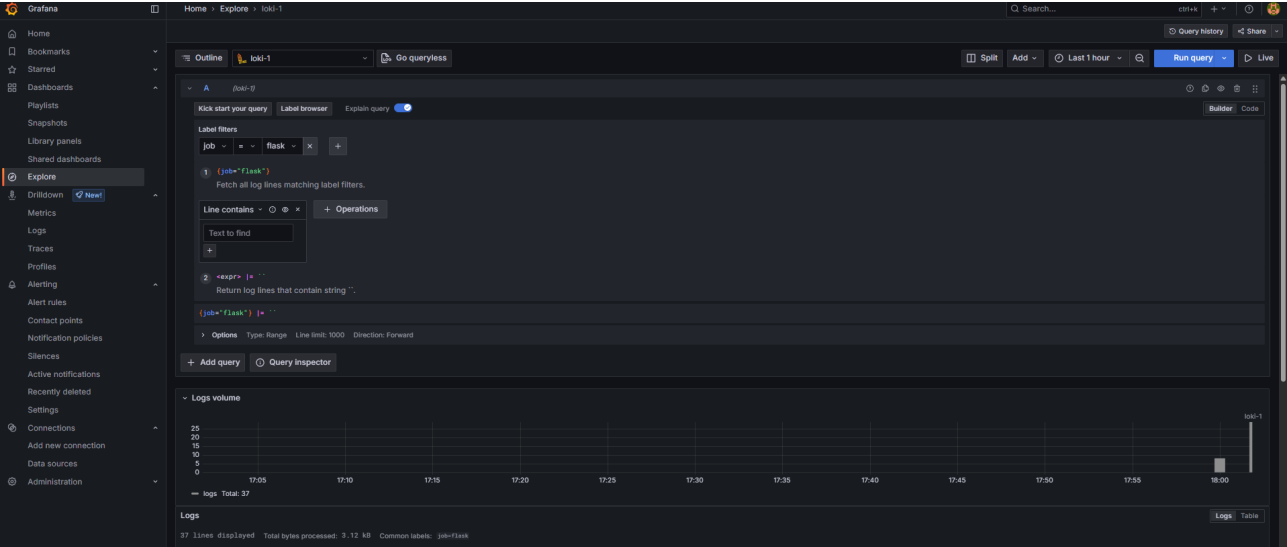 Grafana
Home › Explore › loki-1
Search...
ctrl+k
Home
Bookmarks
Starred
Dashboards
Playlists
Snapshots
Library panels
Shared dashboards
Explore
Drilldown New!
Metrics
Logs
Traces
Profiles
Alerting
Alert rules
Contact points
Notification policies
Silences
Active notifications
Recently deleted
Settings
Connections
Add new connection
Data sources
Administration
Query history Share
Outline loki-1 Go queryless Split Add Last 1 hour Run query Live
A (loki-1)
Kick start your query Label browser Explain query Builder Code
Label filters
job = flask × +
1 {job="flask"}
Fetch all log lines matching label filters.
Line contains × + Operations
Text to find
+
2 <expr> |= ``
Return log lines that contain string ``.
{job="flask"} |= ``
› Options Type: Range Line limit: 1000 Direction: Forward
+ Add query Query inspector
Logs volume
loki-1
25
20
15
10
5
0
17:05 17:10 17:15 17:20 17:25 17:30 17:35 17:40 17:45 17:50 17:55 18:00
logs Total: 37
Logs Logs Table
37 lines displayed Total bytes processed: 3.12 kB Common labels: job=flask